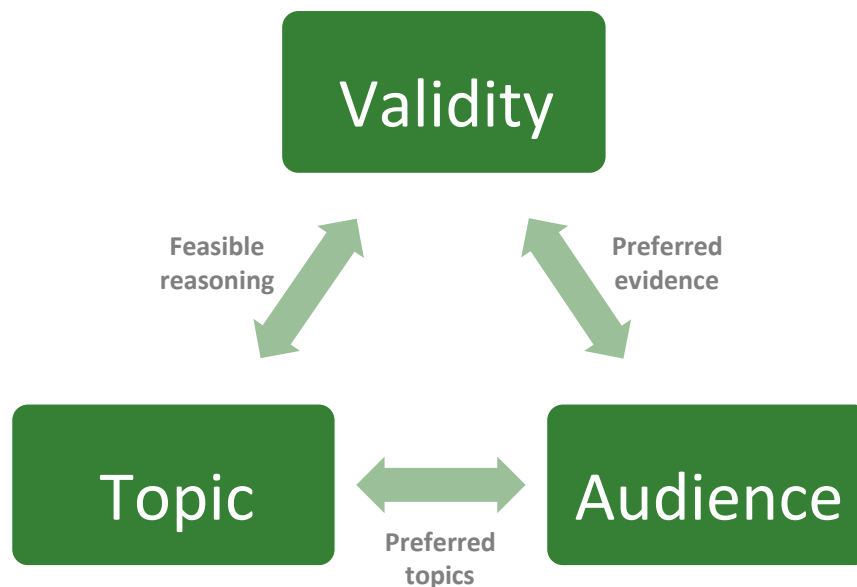 Validity
Feasible
reasoning
Preferred
evidence
Topic
Audience
Preferred
topics